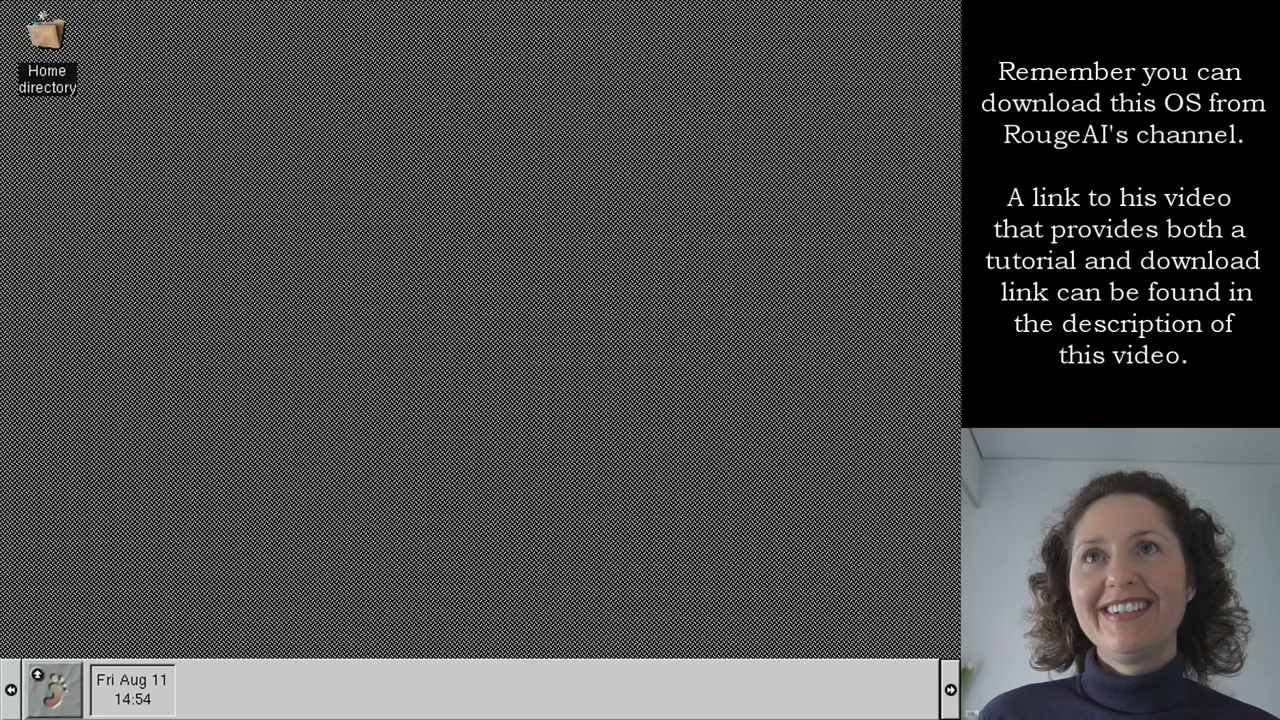 Home
directory
Remember you can
download this OS from
RougeAI's channel.
A link to his video
that provides both a
tutorial and download
link can be found in
the description of
this video.
Fri Aug 11
14:54